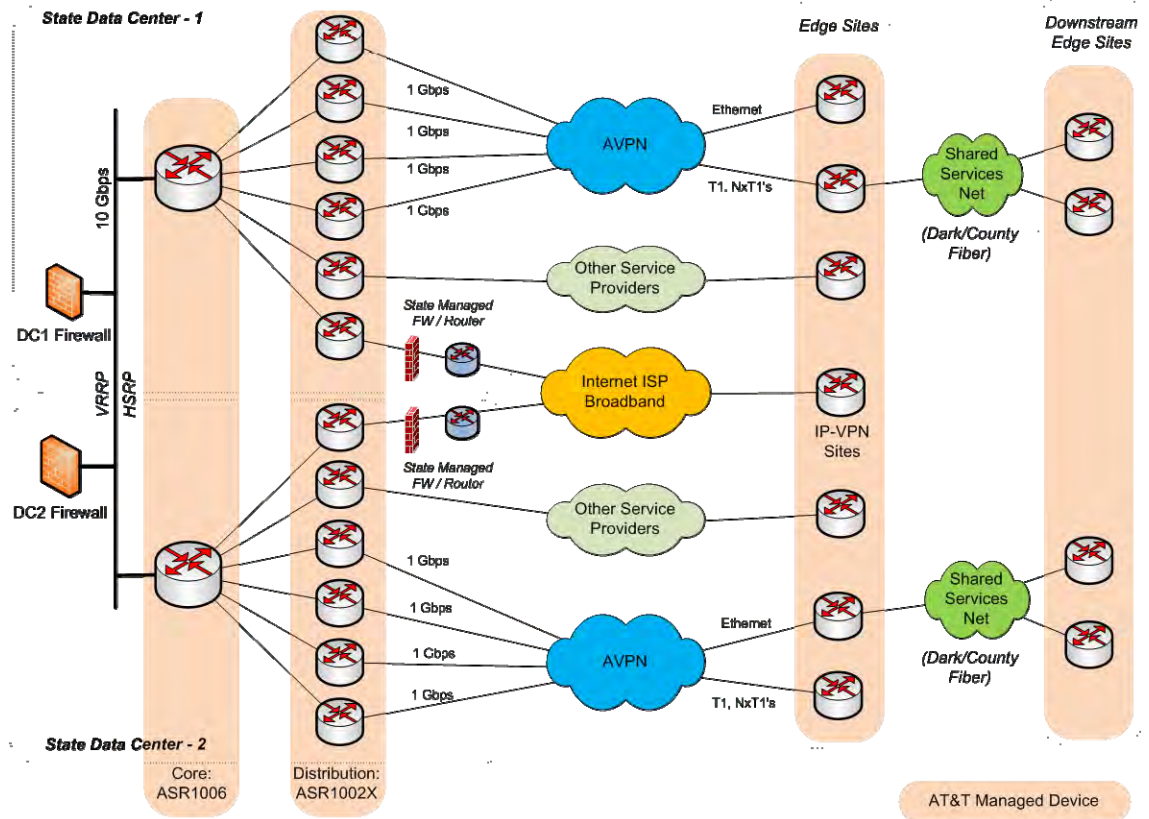 State Data Center - 1
Edge Sites
Downstream
Edge Sites
1 Gbps
1 Gbps
1 Gbps
1 Gbps
AVPN
Ethernet
T1. NxT1's
Shared
Services
Net
(Dark/County
Fiber)
10 Gbps
DC1 Firewall
Other Service
Providers
State Managed
FW / Router
VRRP
HSRP
Internet ISP
Broadband
IP-VPN
Sites
State Managed
FW / Router
DC2 Firewall
Other Service
Providers
1 Gbps
1 Gbps
1 Gbps
1 Gbps
AVPN
Ethernet
T1, NxT1's
Shared
Services
Net
(Dark/County
Fiber)
State Data Center - 2
Core:
ASR1006
Distribution:
ASR1002X
AT&T Managed Device